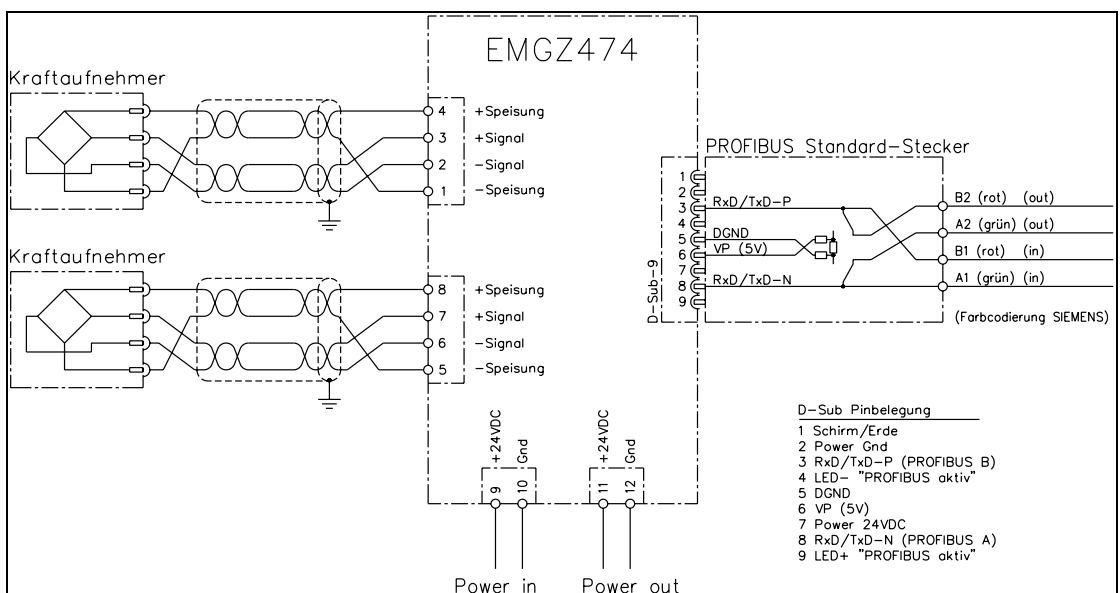 EMGZ474
Kraftaufnehmer
4 +Speisung
3 +Signal
2 -Signal
1 -Speisung
Kraftaufnehmer
8 +Speisung
7 +Signal
6 -Signal
5 -Speisung
+24VDC
Gnd
+24VDC
Gnd
9
10
11
12
Power in
Power out
PROFIBUS Standard-Stecker
D-Sub-9
1
2
3
4
5
6
7
8
9
RxD/TxD-P
DGND
VP (5V)
RxD/TxD-N
B2 (rot) (out)
A2 (grün) (out)
B1 (rot) (in)
A1 (grün) (in)
(Farbcodierung SIEMENS)
D-Sub Pinbelegung
1 Schirm/Erde
2 Power Gnd
3 RxD/TxD-P (PROFIBUS B)
4 LED- "PROFIBUS aktiv"
5 DGND
6 VP (5V)
7 Power 24VDC
8 RxD/TxD-N (PROFIBUS A)
9 LED+ "PROFIBUS aktiv"